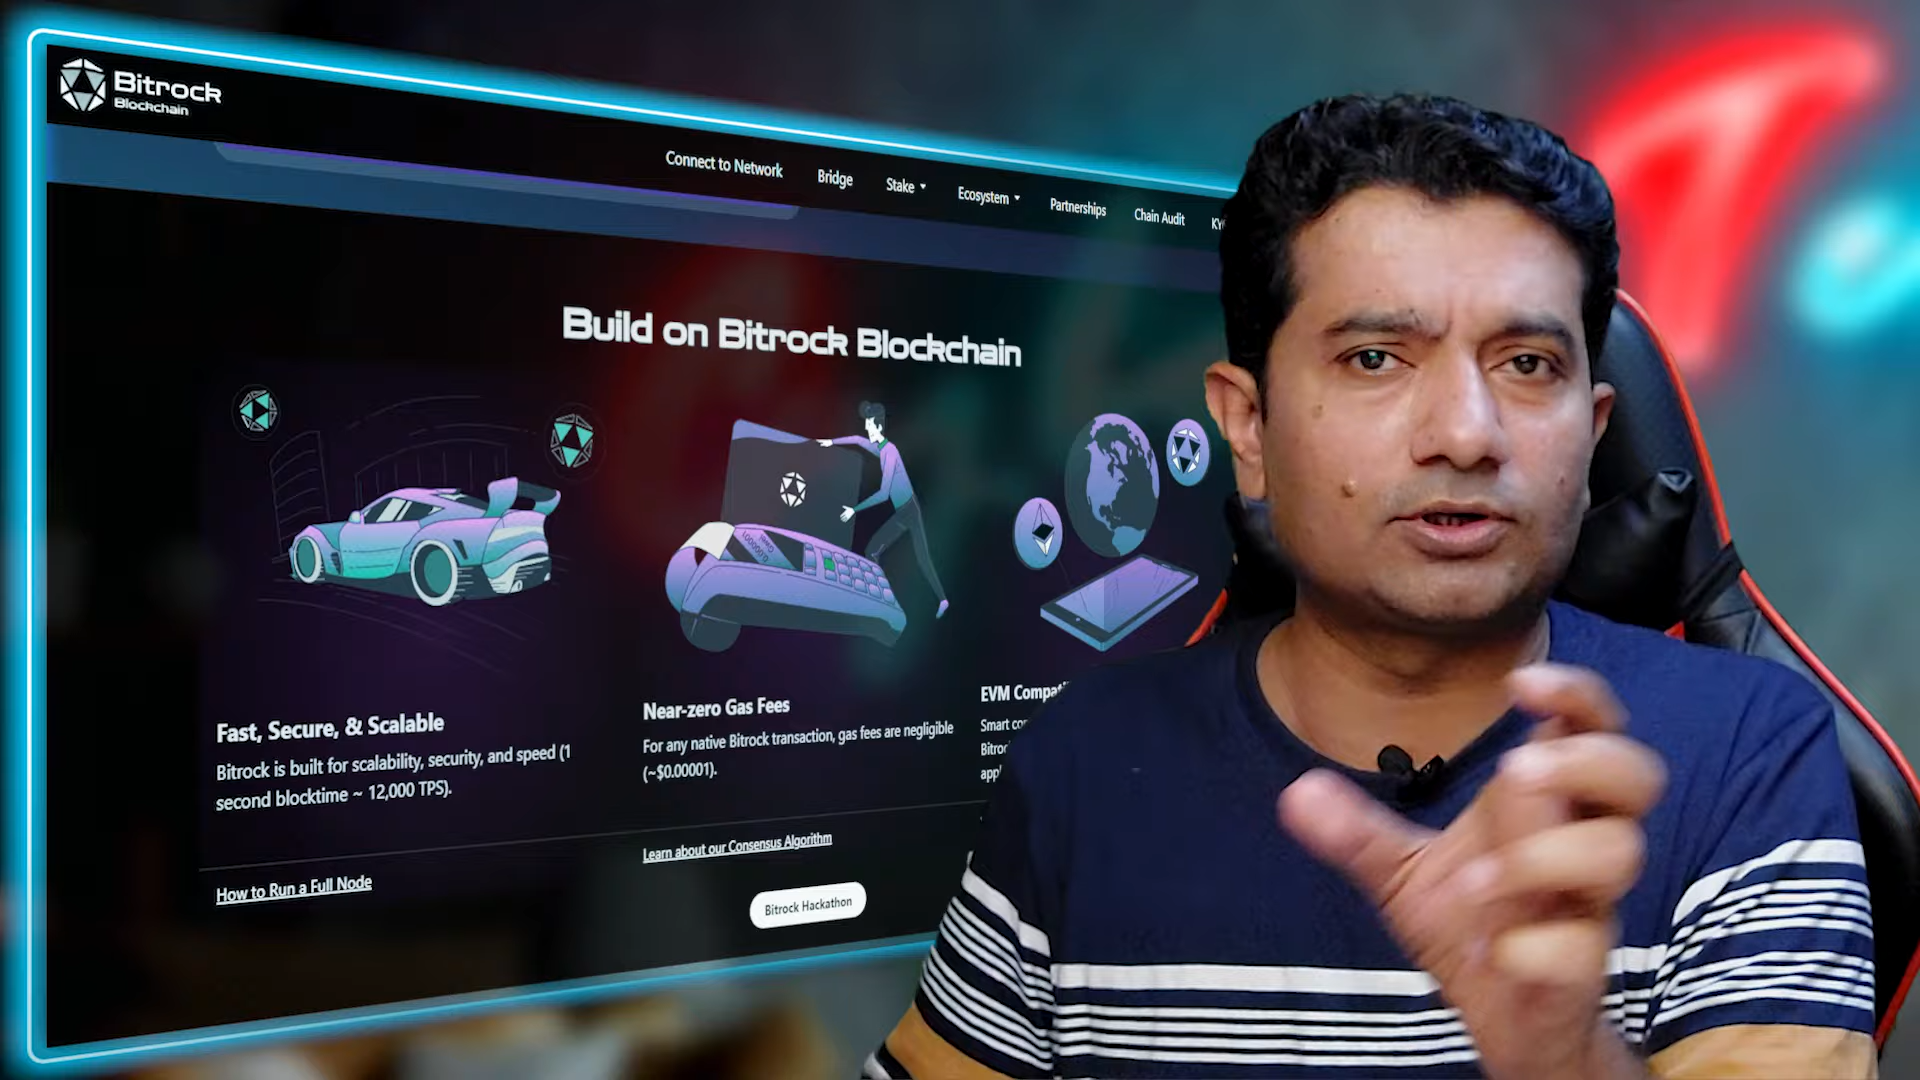 Bitrock
Blockchain
Connect to Network
Bridge
Stake
Ecosystem
Partnerships
Chain Audit
Build on Bitrock Blockchain
Fast, Secure, & Scalable
Bitrock is built for scalability, security, and speed (1
second blocktime ~ 12,000 TPS).
How to Run a Full Node
Near-zero Gas Fees
For any native Bitrock transaction, gas fees are negligible
(~$0.00001).
Learn about our Consensus Algorithm
EVM
Smart
Bitrock Hackathon